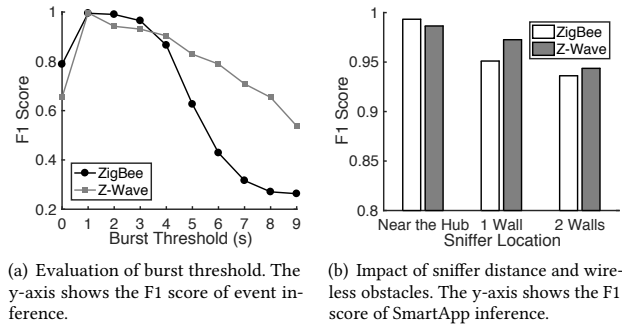 F1 Score
1
0.8
0.6
0.4
0.2
ZigBee
Z-Wave
0 1 2 3 4 5 6 7 8 9
Burst Threshold (s)
(a) Evaluation of burst threshold. The
y-axis shows the F1 score of event in-
ference.
F1 Score
1
0.95
0.9
0.85
0.8
ZigBee
Z-Wave
Near the Hub 1 Wall 2 Walls
Sniffer Location
(b) Impact of sniffer distance and wire-
less obstacles. The y-axis shows the F1
score of SmartApp inference.